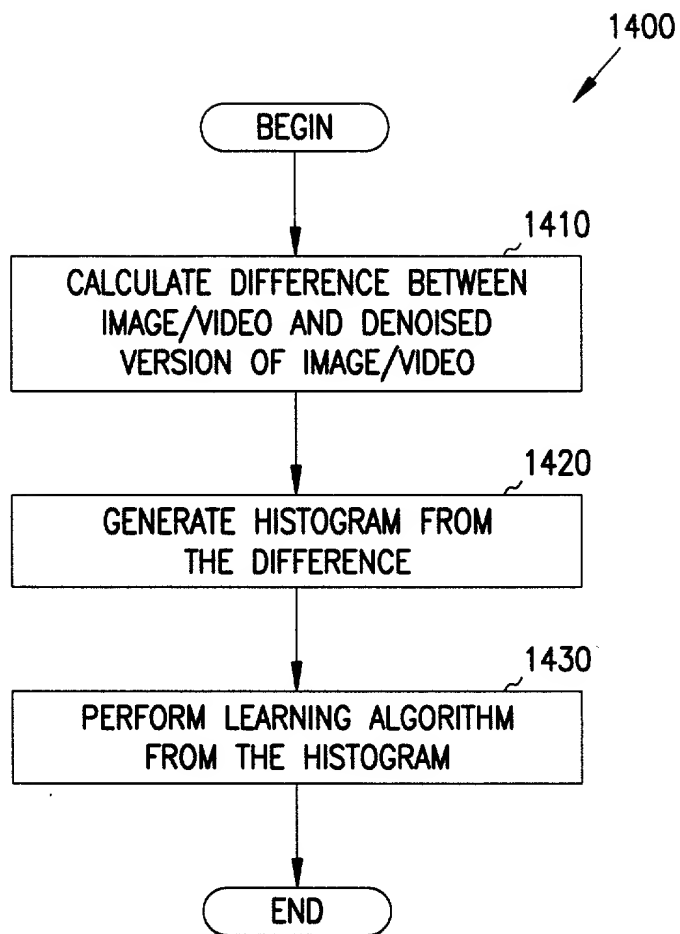 1400
BEGIN
1410
CALCULATE DIFFERENCE BETWEEN
IMAGE/VIDEO AND DENOISED
VERSION OF IMAGE/VIDEO
1420
GENERATE HISTOGRAM FROM
THE DIFFERENCE
1430
PERFORM LEARNING ALGORITHM
FROM THE HISTOGRAM
END